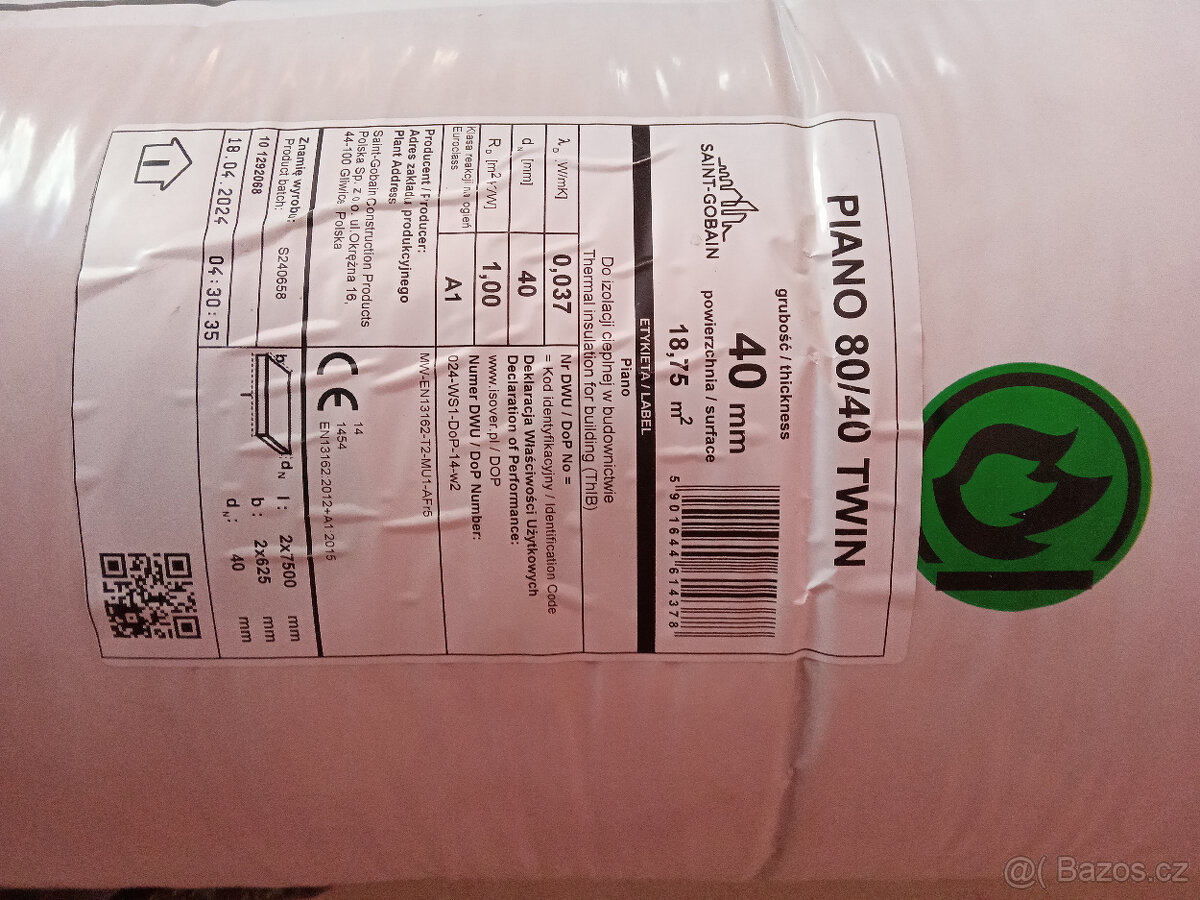 PIANO 80/40 TWIN
grubość / thickness
40 mm
powierzchnia / surface
18,75 m²
SAINT-GOBAIN
5 901644 614378
ETYKIETA / LABEL
Piano
Do izolacji cieplnej w budownictwie
Thermal insulation for building (ThIB)
λD [W/mK] 0,037
dN [mm] 40
RD [m²K/W] 1,00
Klasa reakcji na ogień
Euroclass
A1
Nr DWU / DoP No =
= Kod identyfikacyjny / Identification Code
Deklaracja Właściwości Użytkowych
Declaration of Performance:
www.isover.pl / DOP
Numer DWU / DoP Number:
024-WS1-DoP-14-w2
MW-EN13162-T2-MU1-AFr5
Producent / Producer:
Adres zakładu produkcyjnego
Plant Address:
Saint-Gobain Construction Products
Polska Sp. z o.o. ul.Okrężna 16,
44-100 Gliwice Polska
CE
14
1454
EN13162:2012+A1:2015
Znamię wyrobu:
Product batch: S240658
10 1292068
18.04.2024 04:30:35
b l dN
l : 2x7500 mm
b : 2x625 mm
dN: 40 mm
@( Bazos.cz